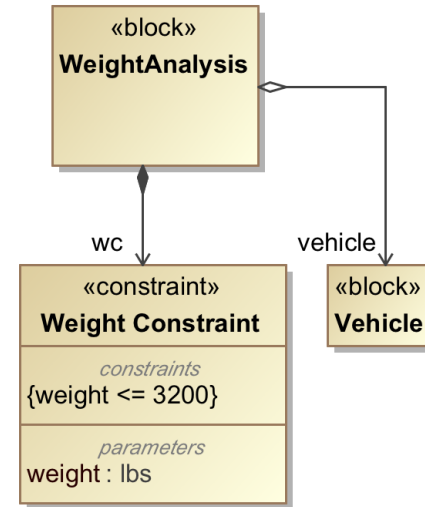 «block»
WeightAnalysis
wc
vehicle
«constraint»
Weight Constraint
constraints
{weight <= 3200}
parameters
weight : lbs
«block»
Vehicle